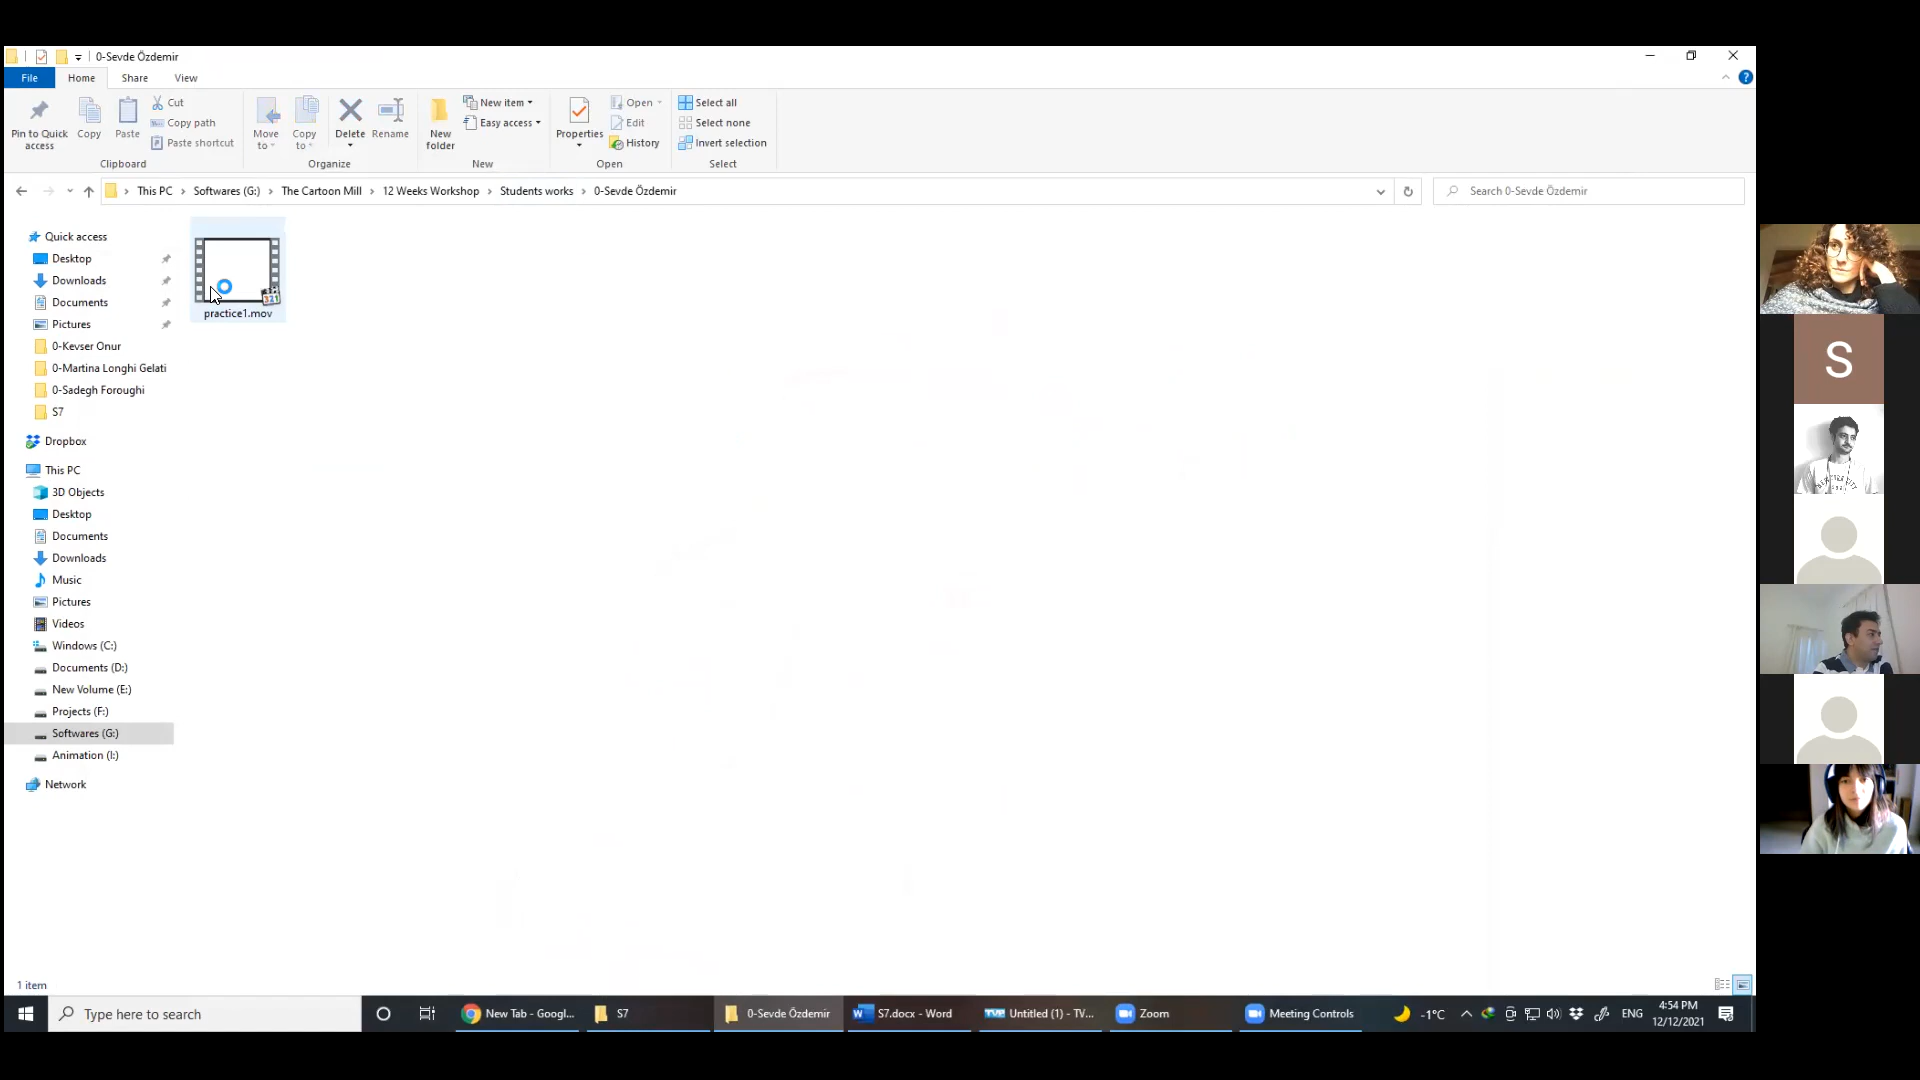 0-Sevde Özdemir
File Home Share View
Pin to Quick access
Copy
Paste
Cut
Copy path
Paste shortcut
Clipboard
Move to
Copy to
Delete
Rename
Organize
New folder
New item
Easy access
New
Properties
Open
Edit
History
Open
Select all
Select none
Invert selection
Select
This PC > Softwares (G:) > The Cartoon Mill > 12 Weeks Workshop > Students works > 0-Sevde Özdemir
Search 0-Sevde Özdemir
Quick access
Desktop
Downloads
Documents
Pictures
0-Kevser Onur
0-Martina Longhi Gelati
0-Sadegh Foroughi
S7
Dropbox
This PC
3D Objects
Desktop
Documents
Downloads
Music
Pictures
Videos
Windows (C:)
Documents (D:)
New Volume (E:)
Projects (F:)
Softwares (G:)
Animation (I:)
Network
321
practice1.mov
S
1 item
Type here to search
New Tab - Googl...
S7
0-Sevde Özdemir
S7.docx - Word
Untitled (1) - TV...
Zoom
Meeting Controls
-1°C
ENG
4:54 PM
12/12/2021